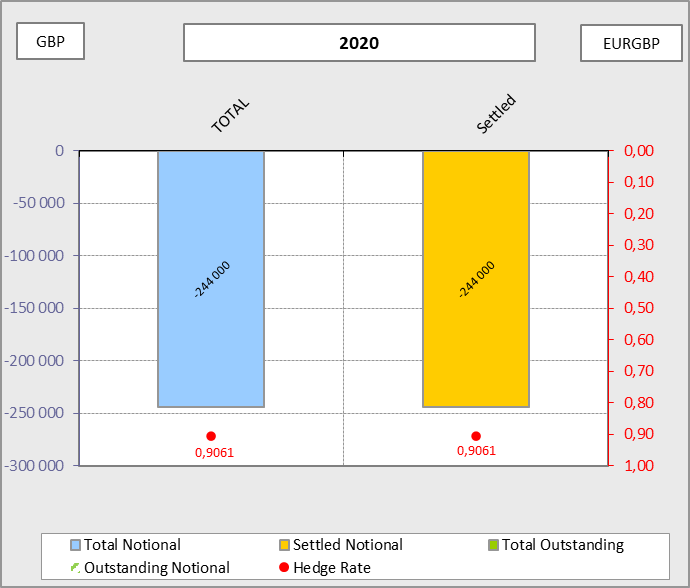 GBP
2020
EURGBP
TOTAL
Settled
0
-50 000
-100 000
-150 000
-200 000
-250 000
-300 000
-244 000
-244 000
0,9061
0,9061
0,00
0,10
0,20
0,30
0,40
0,50
0,60
0,70
0,80
0,90
1,00
Total Notional
Settled Notional
Total Outstanding
Outstanding Notional
Hedge Rate